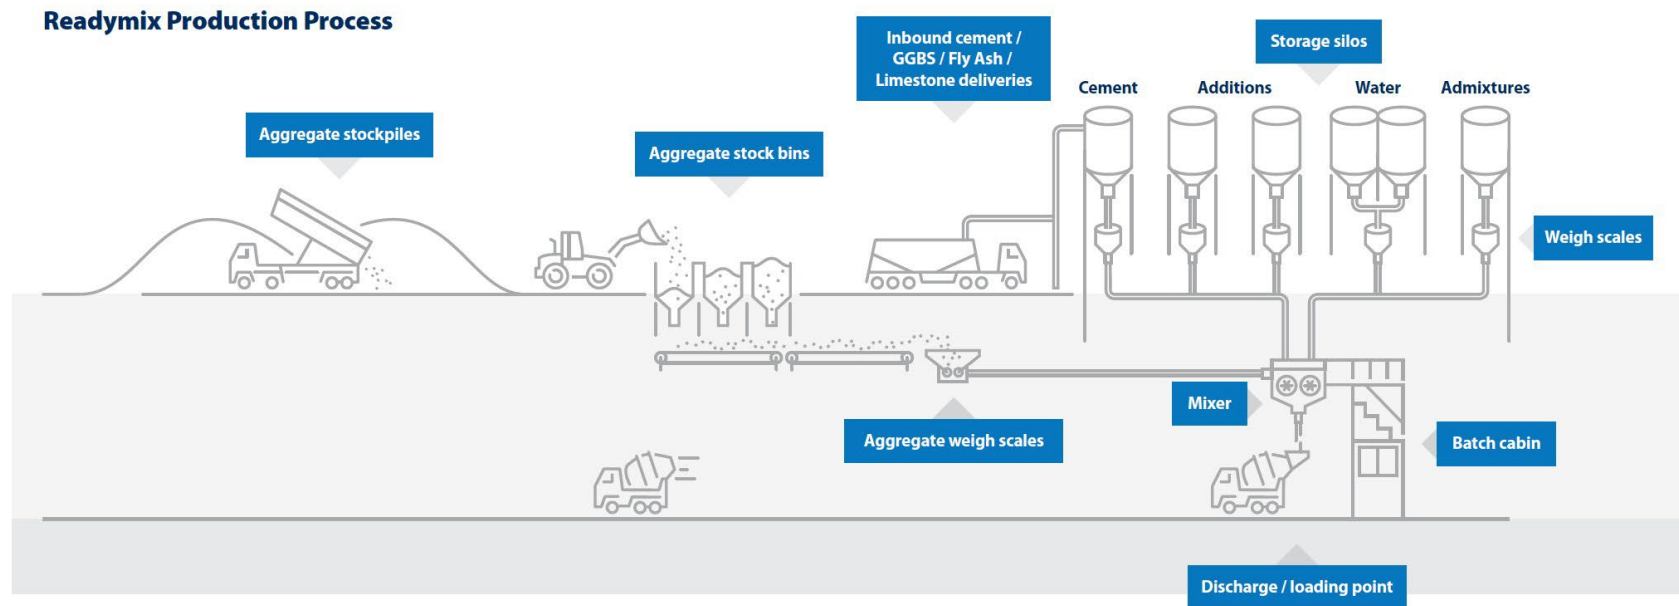 Readymix Production Process
Inbound cement /
GGBS / Fly Ash /
Limestone deliveries
Storage silos
Cement
Additions
Water
Admixtures
Aggregate stockpiles
Aggregate stock bins
Weigh scales
Mixer
Aggregate weigh scales
Batch cabin
Discharge / loading point